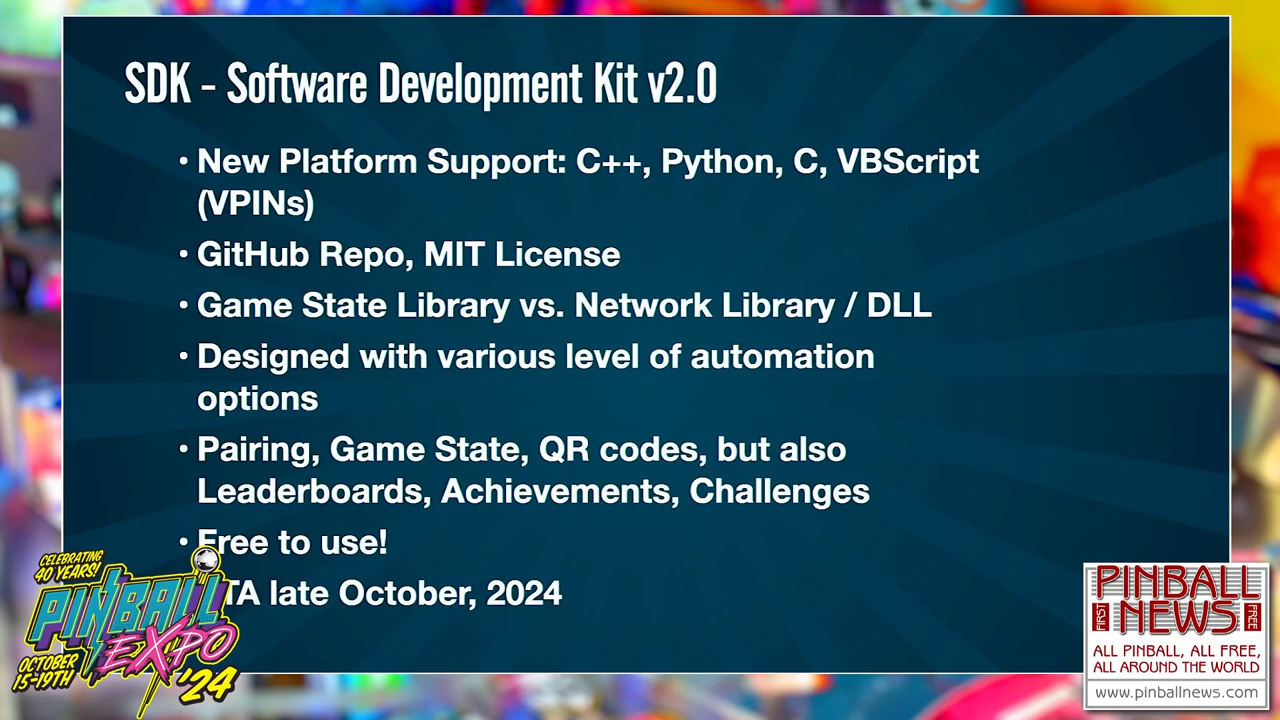 SDK – Software Development Kit v2.0
• New Platform Support: C++, Python, C, VBScript
(VPINs)
• GitHub Repo, MIT License
• Game State Library vs. Network Library / DLL
• Designed with various level of automation
options
• Pairing, Game State, QR codes, but also
Leaderboards, Achievements, Challenges
• Free to use!
TA late October, 2024
CELEBRATING
40 YEARS!
PINBALL
EXPO
OCTOBER
15-19TH
'24
PINBALL
FIRST NEWS FREE
ALL PINBALL, ALL FREE,
ALL AROUND THE WORLD
www.pinballnews.com